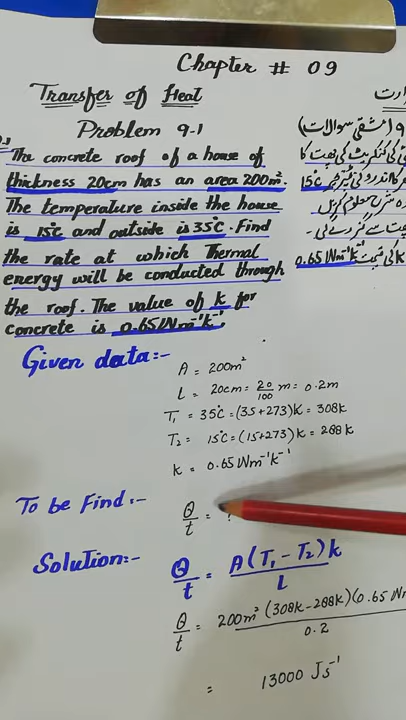 Chapter # 09
Transfer of Heat
Problem 9.1
The concrete roof of a house of
thickness 20cm has an area 200m².
The temperature inside the house
is 15°C and outside is 35°C. Find
the rate at which Thermal
energy will be conducted through
the roof. The value of k for
concrete is 0.65 Wm⁻¹k⁻¹.
(مشقی سوالات)
15°C
0.65 Wm⁻¹k⁻¹
Given data:-
A = 200m²
L = 20cm = 20/100 m = 0.2m
T₁ = 35°C = (35+273)k = 308k
T₂ = 15°C = (15+273)k = 288k
k = 0.65 Wm⁻¹k⁻¹
To be Find:-
Q/t = ?
Solution:-
Q/t = A(T₁ - T₂)k / L
Q/t = 200m² (308k-288k)(0.65 Wm / 0.2
= 13000 Js⁻¹